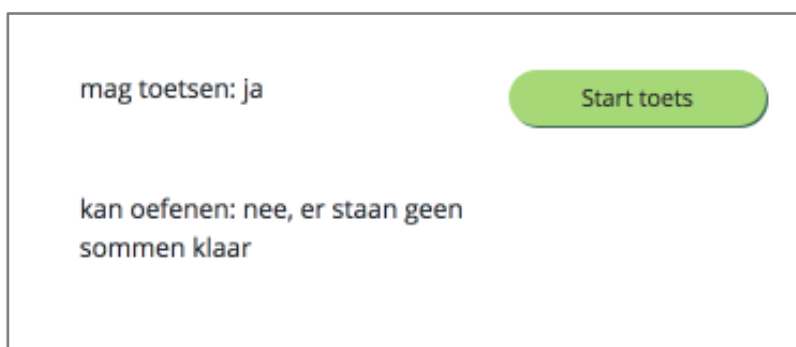 mag toetsen: ja
Start toets
kan oefenen: nee, er staan geen
sommen klaar